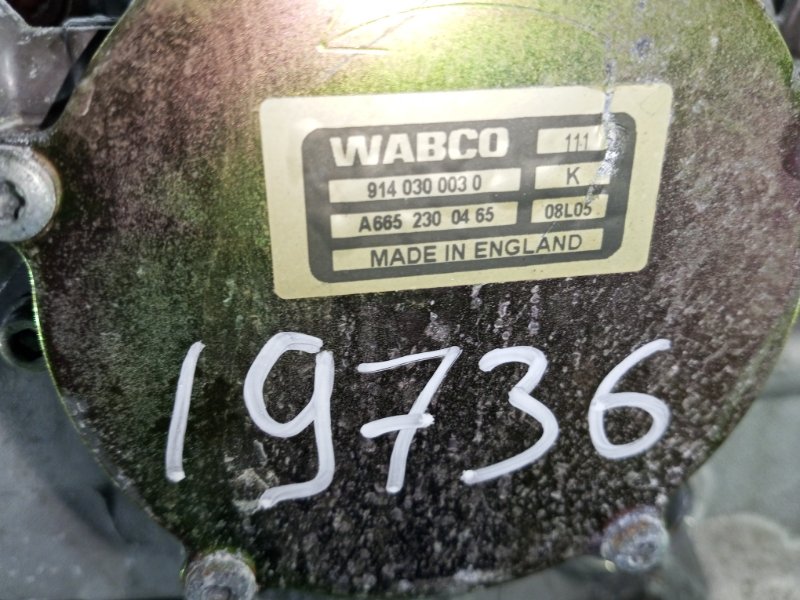 WABCO 111
914 030 003 0 K
A665 230 04 65 08L05
MADE IN ENGLAND
19736